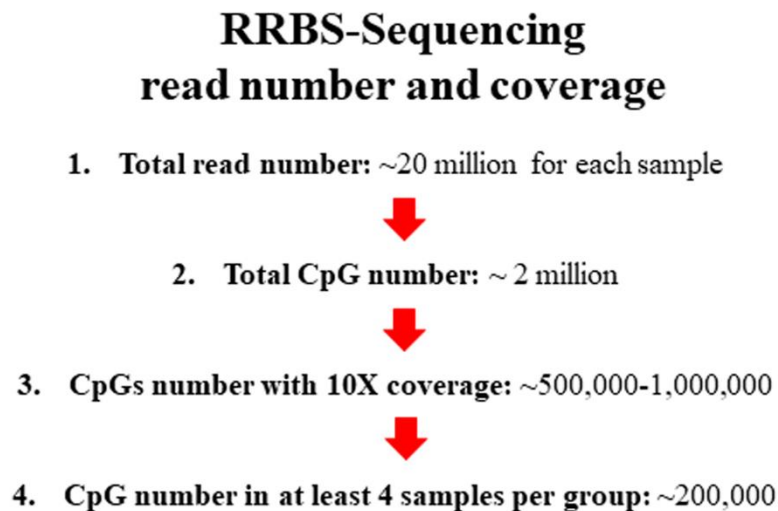 RRBS-Sequencing
read number and coverage
1. Total read number: ~20 million for each sample
2. Total CpG number: ~ 2 million
3. CpGs number with 10X coverage: ~500,000-1,000,000
4. CpG number in at least 4 samples per group: ~200,000